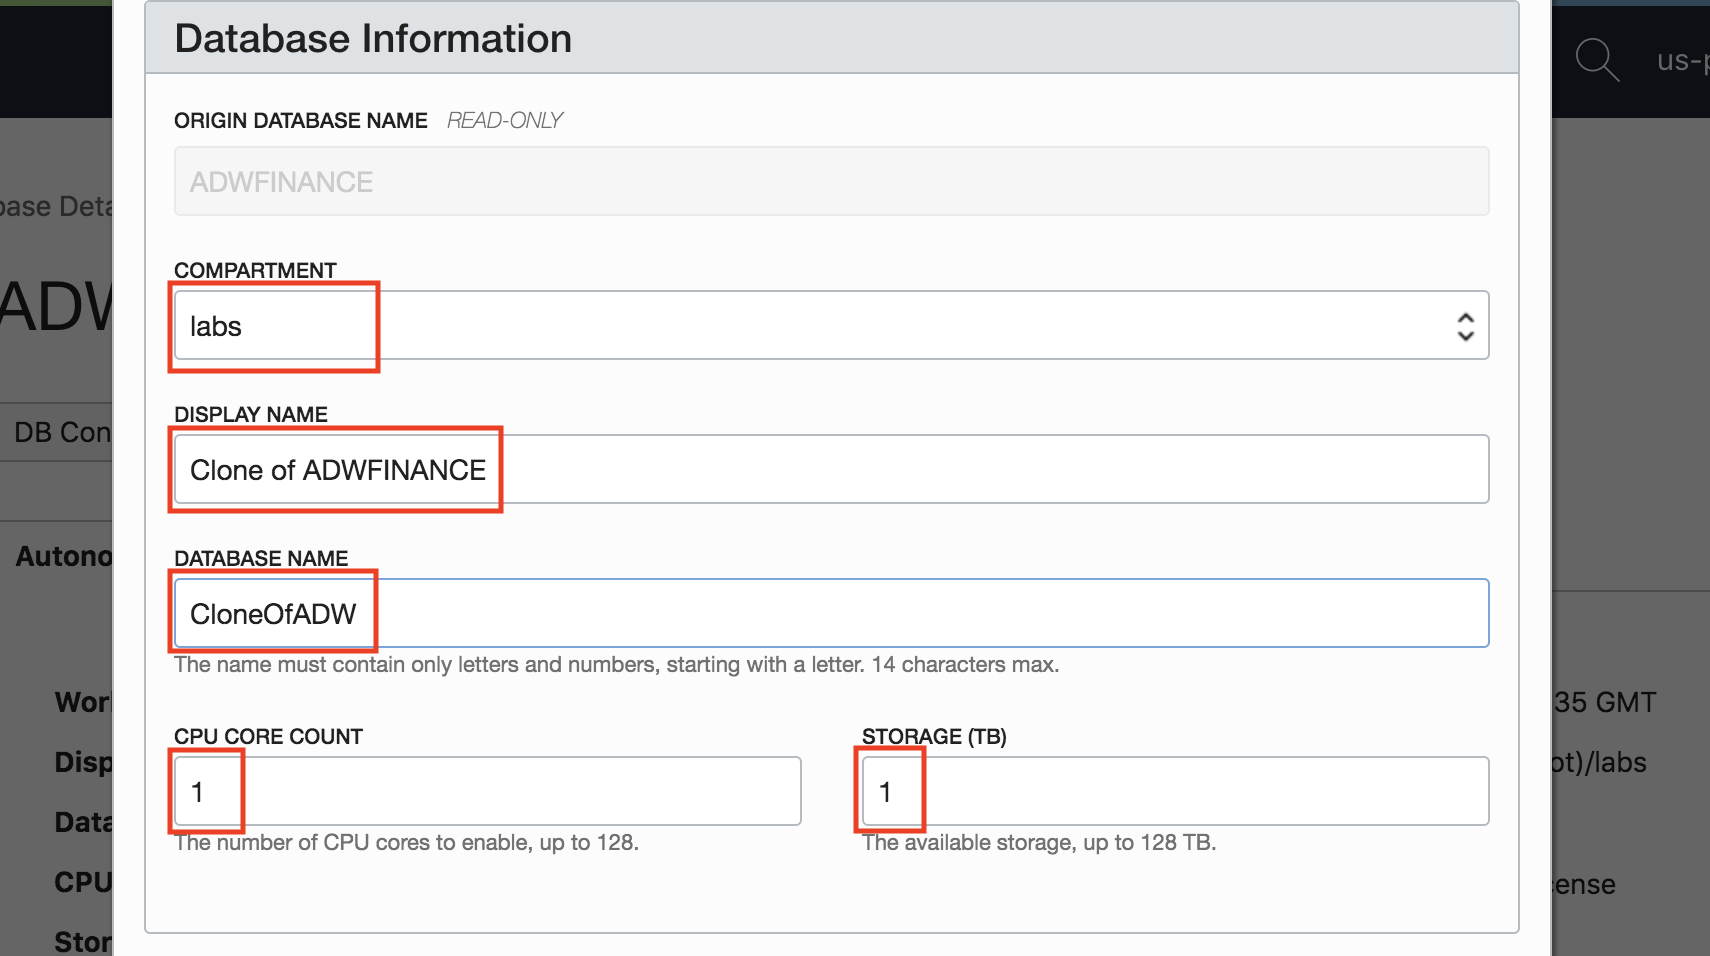 Database Information
us-p
ORIGIN DATABASE NAME READ-ONLY
ADWFINANCE
base Deta
COMPARTMENT
labs
ADW
DISPLAY NAME
DB Con
Clone of ADWFINANCE
DATABASE NAME
Autono
CloneOfADW
The name must contain only letters and numbers, starting with a letter. 14 characters max.
Worl
35 GMT
CPU CORE COUNT STORAGE (TB)
Disp
ot)/labs
1 1
Data
The number of CPU cores to enable, up to 128. The available storage, up to 128 TB.
CPU
cense
Stor